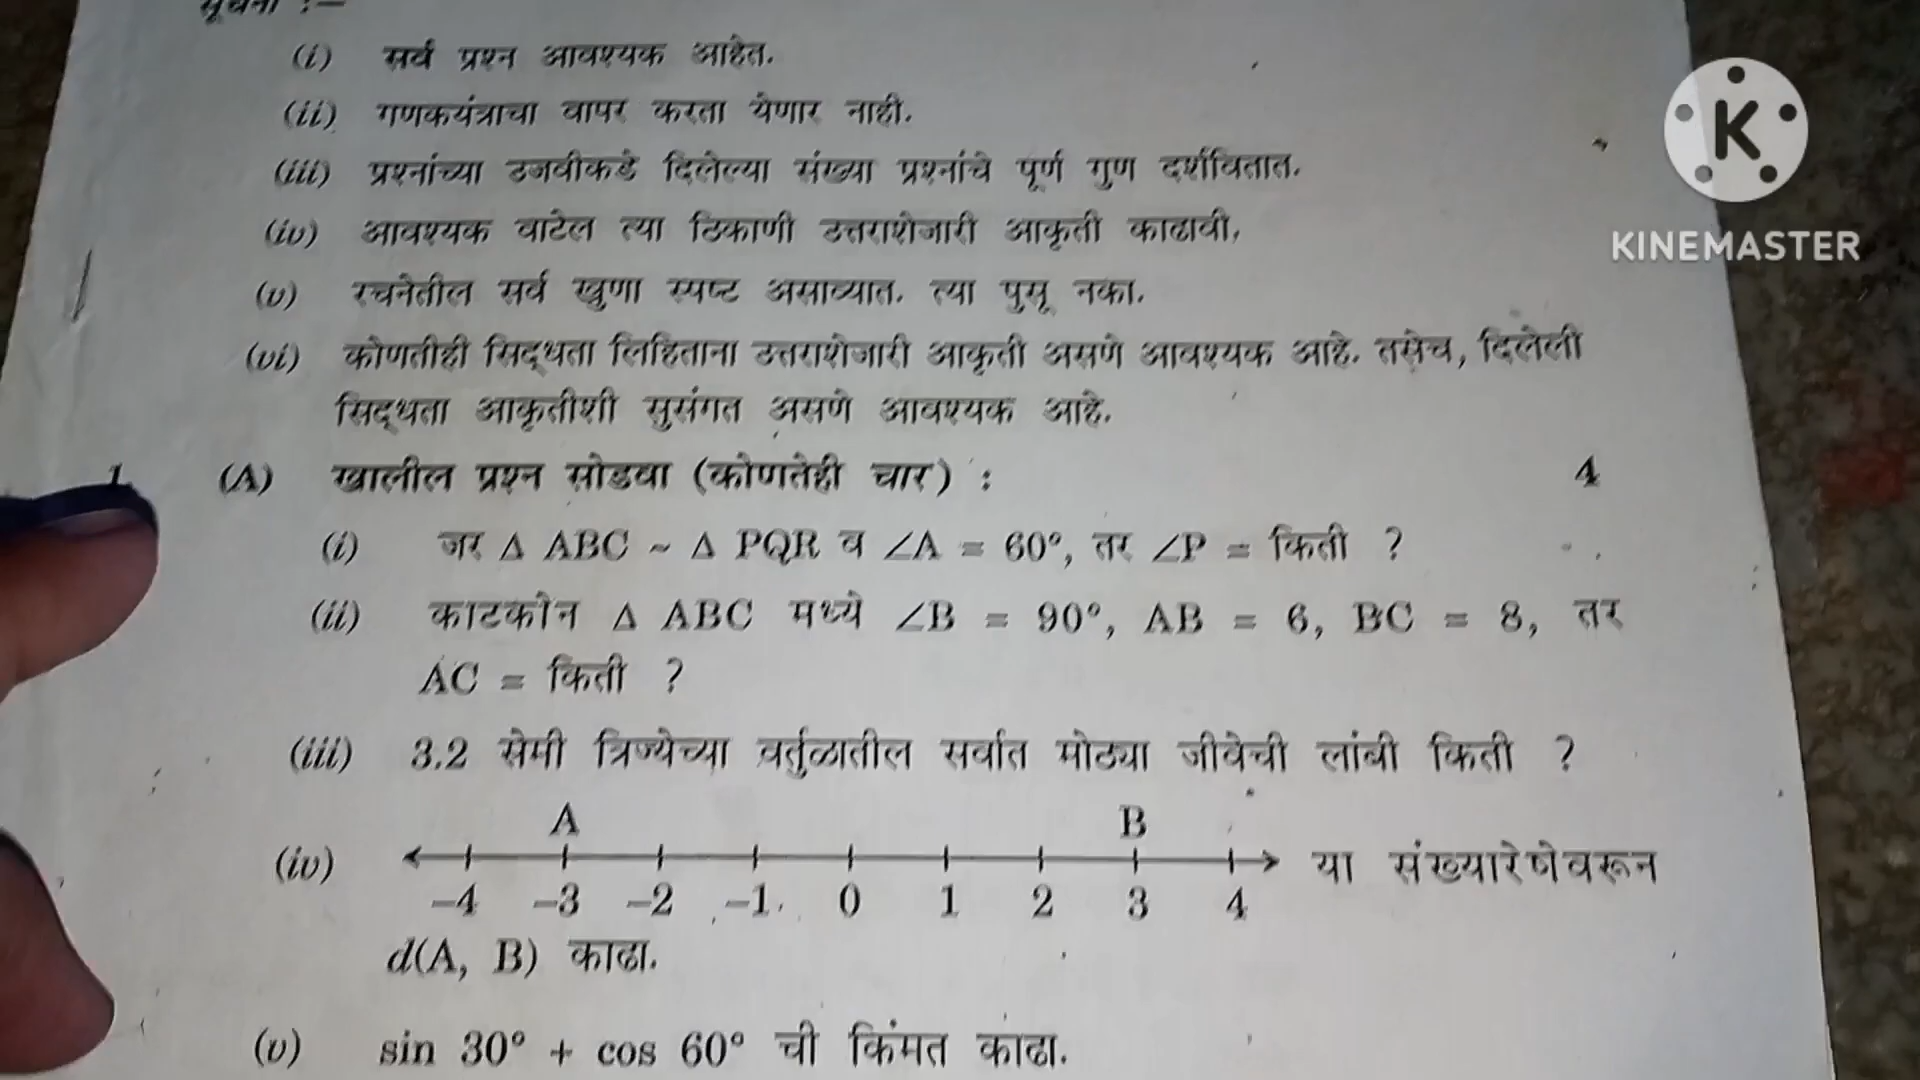 सूचना :—
(i) सर्व प्रश्न आवश्यक आहेत.
(ii) गणकयंत्राचा वापर करता येणार नाही.
(iii) प्रश्नांच्या उजवीकडे दिलेल्या संख्या प्रश्नांचे पूर्ण गुण दर्शवितात.
(iv) आवश्यक वाटेल त्या ठिकाणी उत्तराशेजारी आकृती काढावी.
(v) रचनेतील सर्व खुणा स्पष्ट असाव्यात. त्या पुसू नका.
(vi) कोणतीही सिद्धता लिहिताना उत्तराशेजारी आकृती असणे आवश्यक आहे. तसेच, दिलेली
सिद्धता आकृतीशी सुसंगत असणे आवश्यक आहे.
1 (A) खालील प्रश्न सोडवा (कोणतेही चार) : 4
(i) जर Δ ABC ~ Δ PQR व ∠A = 60°, तर ∠P = किती ?
(ii) काटकोन Δ ABC मध्ये ∠B = 90°, AB = 6, BC = 8, तर
AC = किती ?
(iii) 3.2 सेमी त्रिज्येच्या वर्तुळातील सर्वात मोठ्या जीवेची लांबी किती ?
A B
(iv) या संख्यारेषेवरून
–4 –3 –2 –1 0 1 2 3 4
d(A, B) काढा.
(v) sin 30° + cos 60° ची किंमत काढा.
K
KINEMASTER